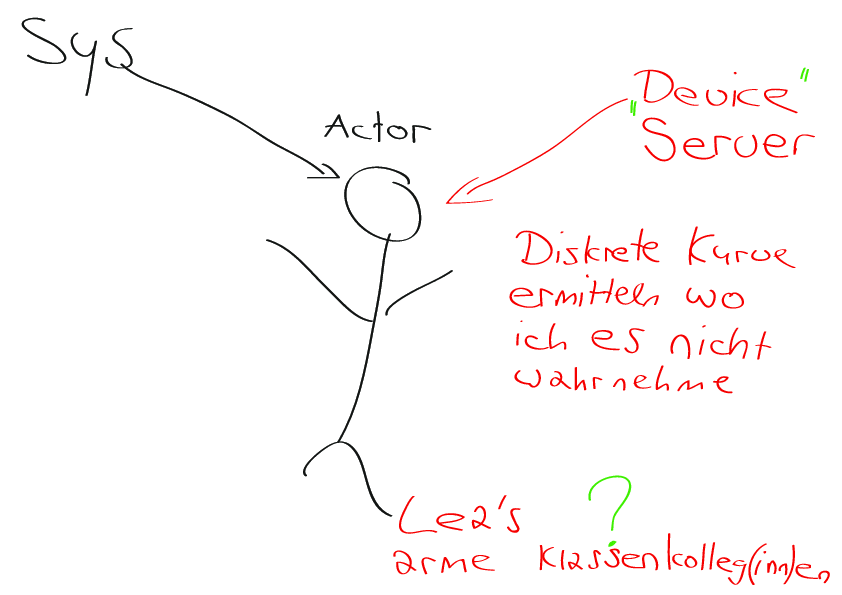 Sys
Actor
Device"
"Server
Diskrete Kurve
ermitteln wo
ich es nicht
wahrnehme
Lea's ?
arme Klassenkolleg(inn)en